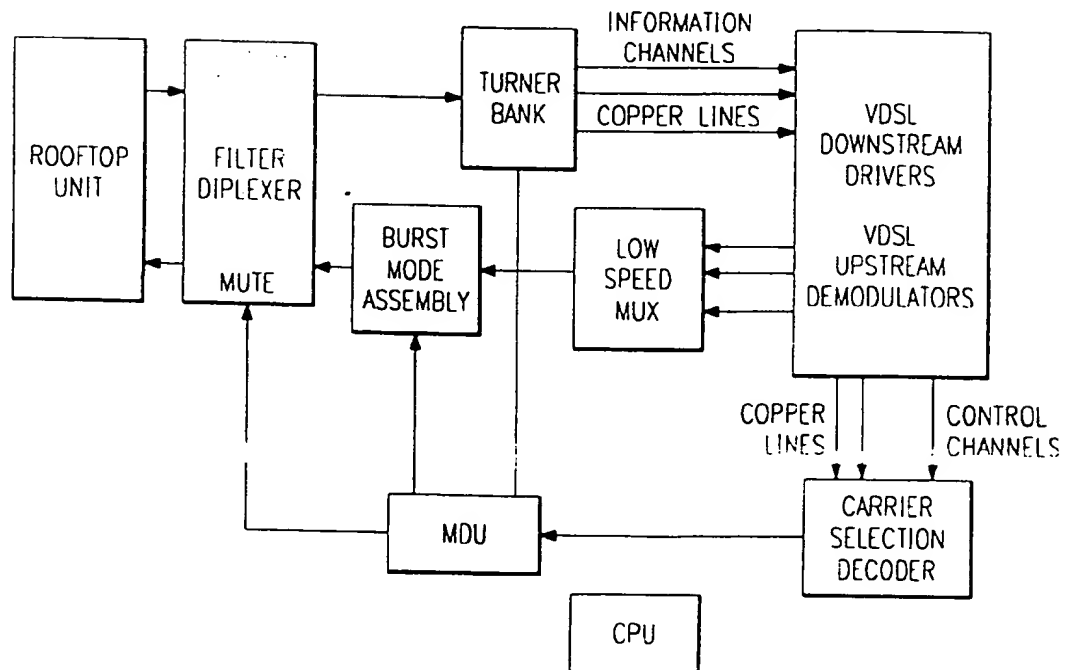 INFORMATION
CHANNELS
COPPER LINES
ROOFTOP
UNIT
FILTER
DIPLEXER
MUTE
TURNER
BANK
BURST
MODE
ASSEMBLY
LOW
SPEED
MUX
VDSL
DOWNSTREAM
DRIVERS
VDSL
UPSTREAM
DEMODULATORS
COPPER
LINES
CONTROL
CHANNELS
MDU
CARRIER
SELECTION
DECODER
CPU